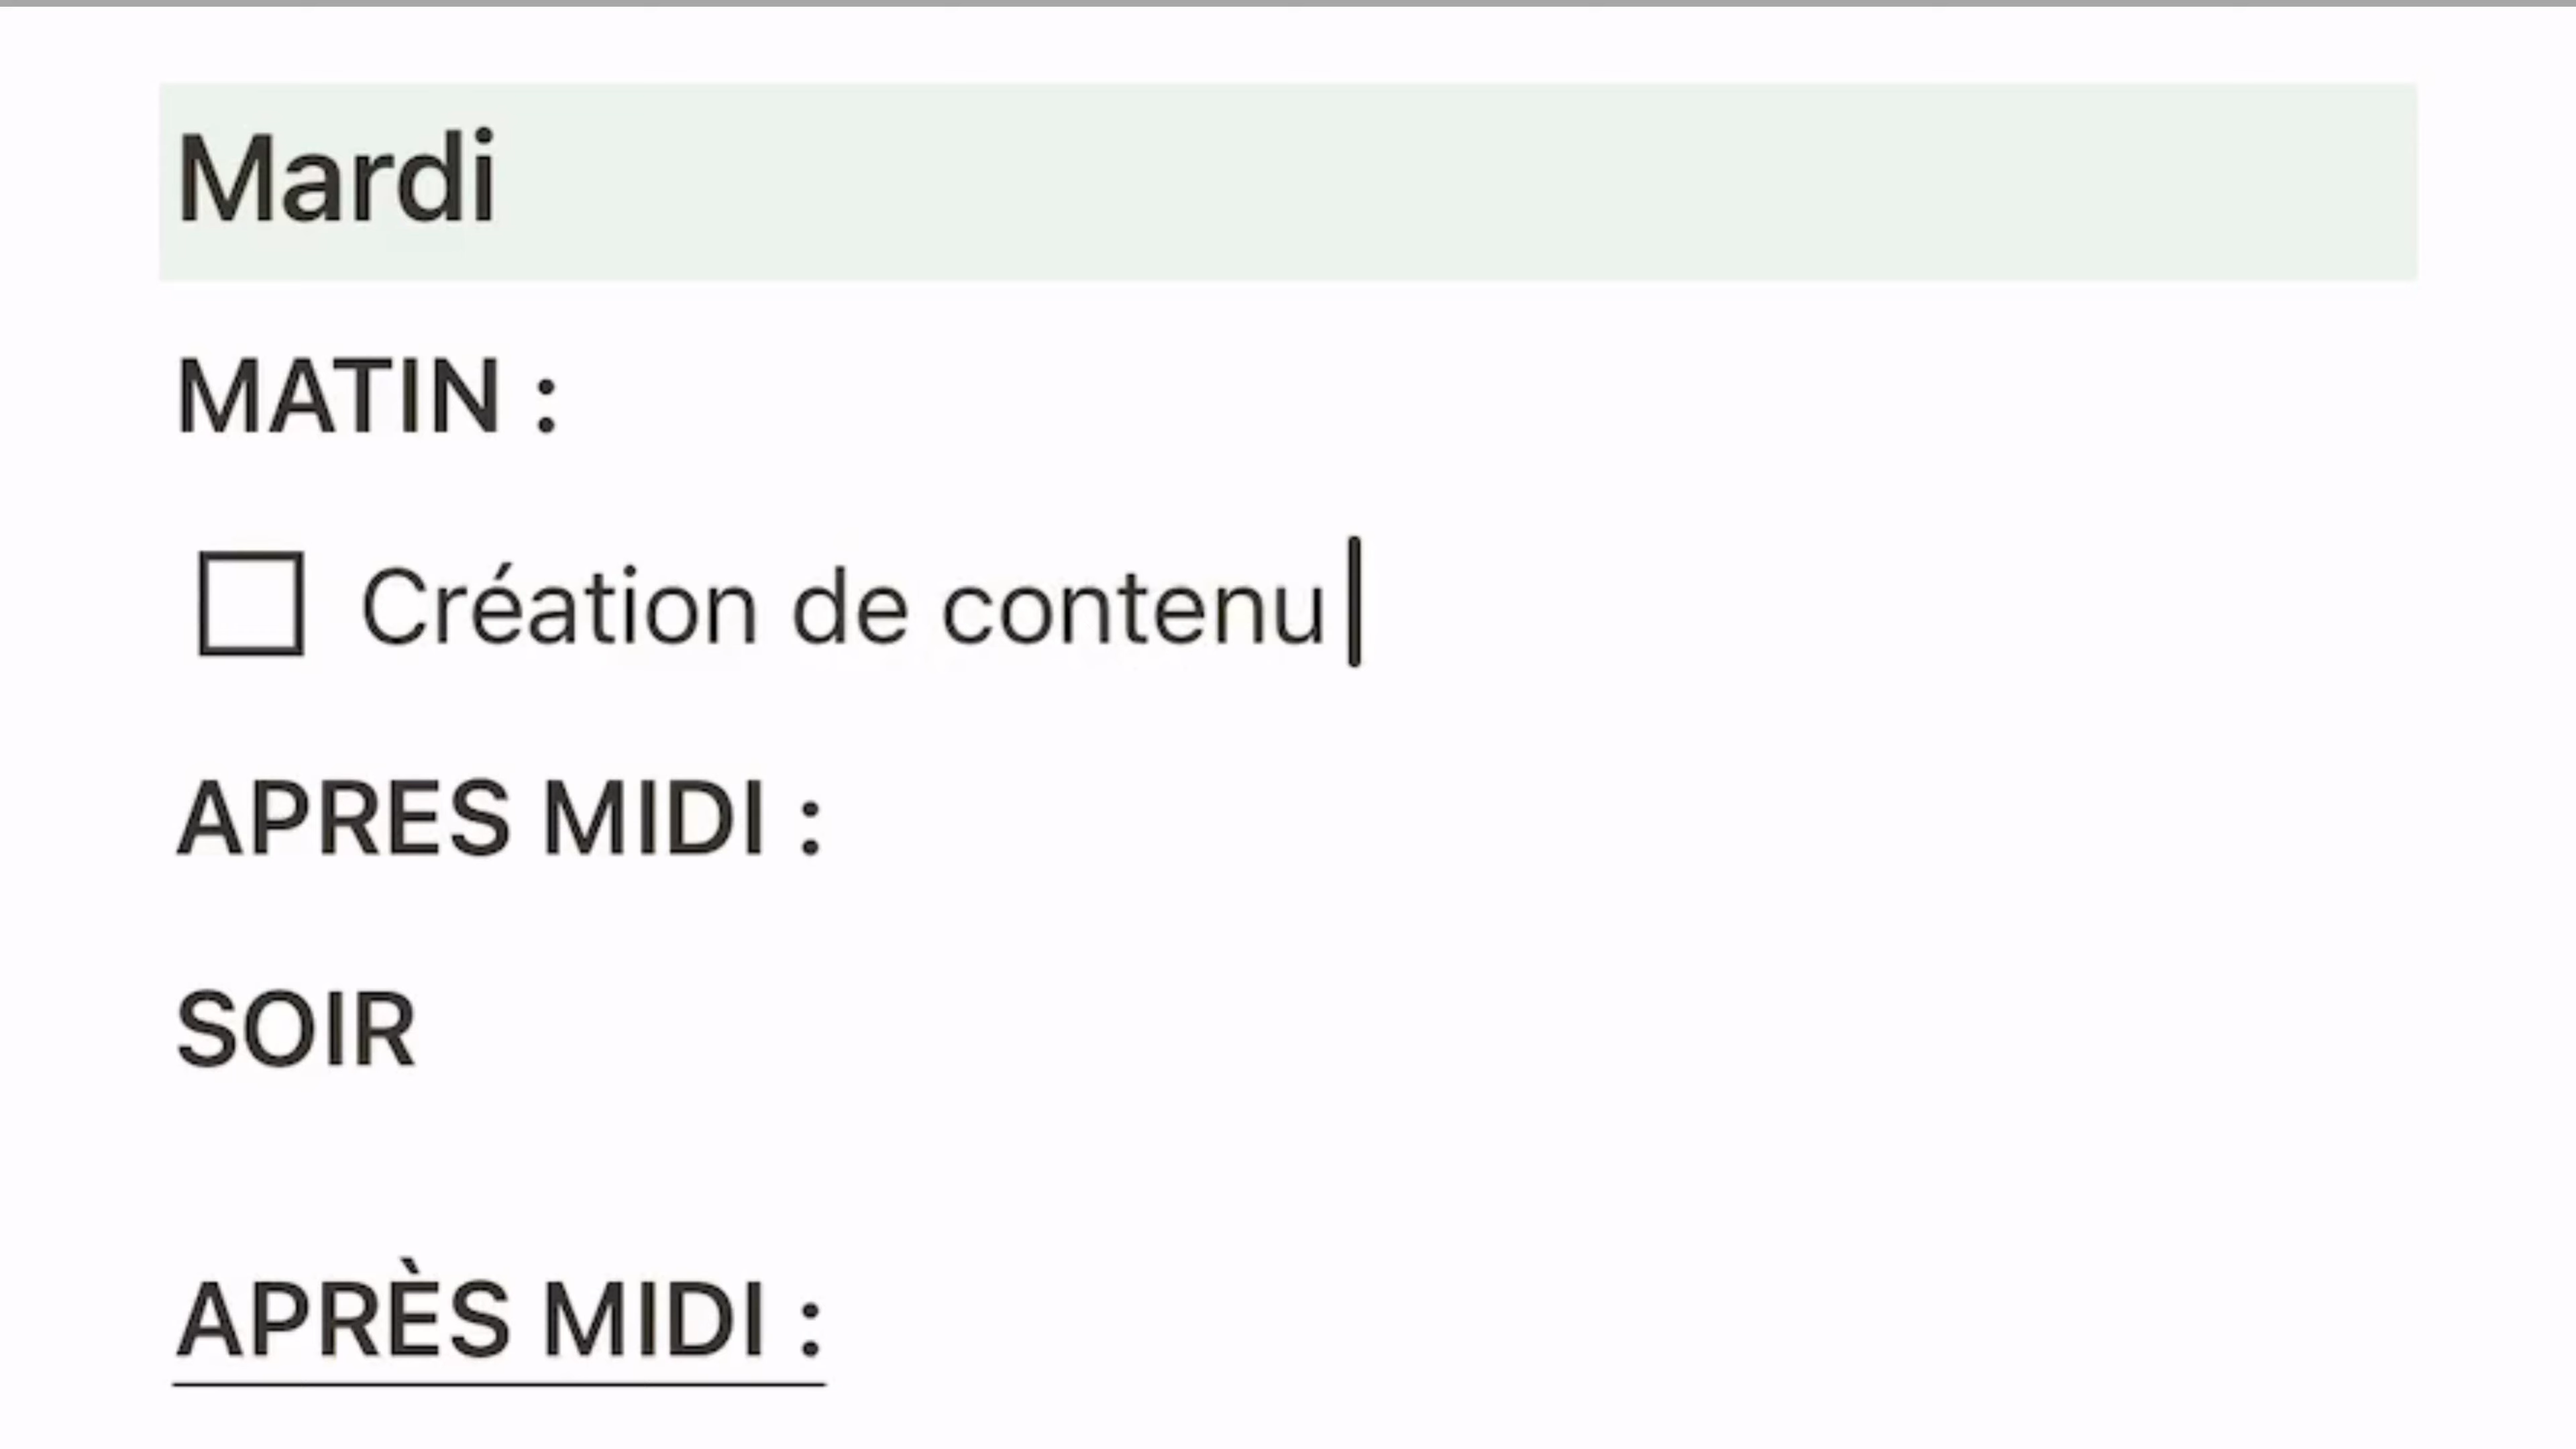 Mardi
MATIN :
Création de contenu
APRES MIDI :
SOIR
APRÈS MIDI :